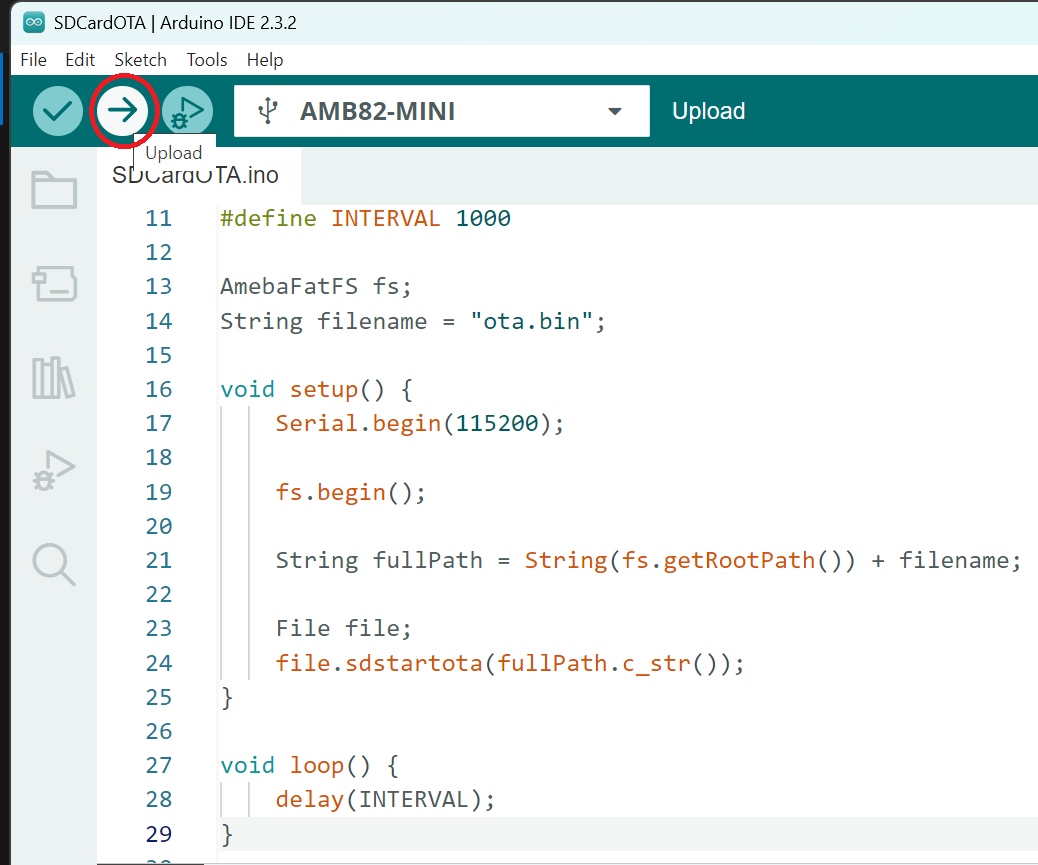 SDCardOTA | Arduino IDE 2.3.2
File Edit Sketch Tools Help
AMB82-MINI Upload
Upload
SDCardOTA.ino
11 #define INTERVAL 1000
12
13 AmebaFatFS fs;
14 String filename = "ota.bin";
15
16 void setup() {
17 Serial.begin(115200);
18
19 fs.begin();
20
21 String fullPath = String(fs.getRootPath()) + filename;
22
23 File file;
24 file.sdstartota(fullPath.c_str());
25 }
26
27 void loop() {
28 delay(INTERVAL);
29 }